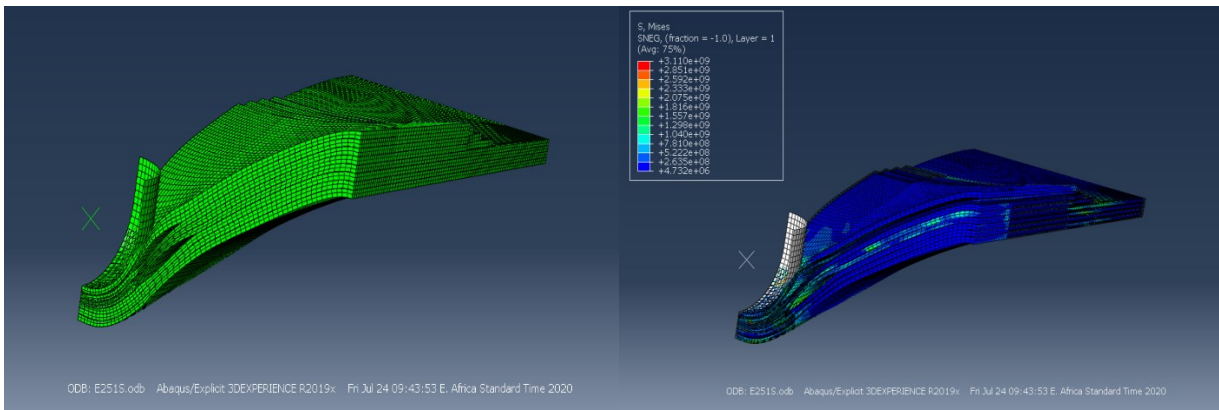 S, Mises
SNEG, (fraction = -1.0), Layer = 1
(Avg: 75%)
+3.110e+09
+2.851e+09
+2.592e+09
+2.333e+09
+2.075e+09
+1.816e+09
+1.557e+09
+1.298e+09
+1.040e+09
+7.810e+08
+5.222e+08
+2.635e+08
+4.732e+06
ODB: E251S.odb Abaqus/Explicit 3DEXPERIENCE R2019x Fri Jul 24 09:43:53 E. Africa Standard Time 2020
ODB: E251S.odb Abaqus/Explicit 3DEXPERIENCE R2019x Fri Jul 24 09:43:53 E. Africa Standard Time 2020